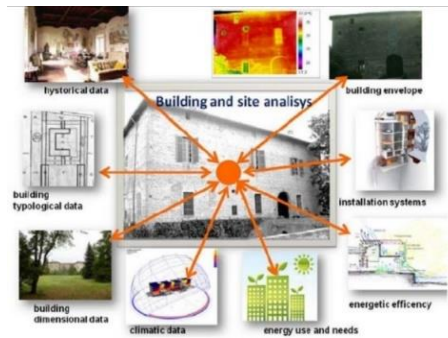 hystorical data
building envelope
Building and site analisys
building
typological data
installation systems
building
dimensional data
climatic data
energy use and needs
energetic efficency